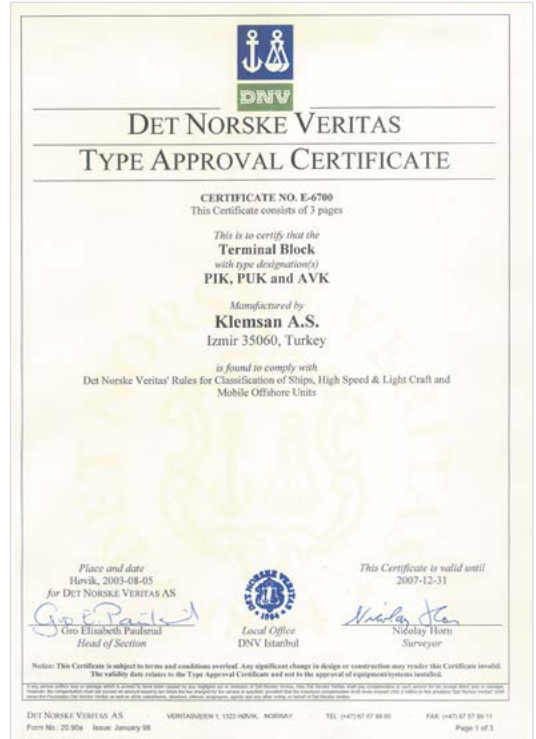 DNV
DET NORSKE VERITAS
TYPE APPROVAL CERTIFICATE
CERTIFICATE NO. E-6700
This Certificate consists of 3 pages
This is to certify that the
Terminal Block
with type designation(s)
PIK, PUK and AVK
Manufactured by
Klemsan A.S.
Izmir 35060, Turkey
is found to comply with
Det Norske Veritas' Rules for Classification of Ships, High Speed & Light Craft and
Mobile Offshore Units
Place and date
Høvik, 2003-08-05
for DET NORSKE VERITAS AS
This Certificate is valid until
2007-12-31
Gro Elisabeth Paulsrud
Head of Section
Local Office
DNV Istanbul
Nicolay Horn
Surveyor
Notice: This Certificate is subject to terms and conditions overleaf. Any significant change in design or construction may render this Certificate invalid.
The validity date relates to the Type Approval Certificate and not to the approval of equipment/systems installed.
DET NORSKE VERITAS AS
VERITASVEIEN 1, 1322 HØVIK, NORWAY
TEL: (+47) 67 57 99 00
FAX: (+47) 67 57 99 11
Form No.: 20.90a Issue: January 96
Page 1 of 3